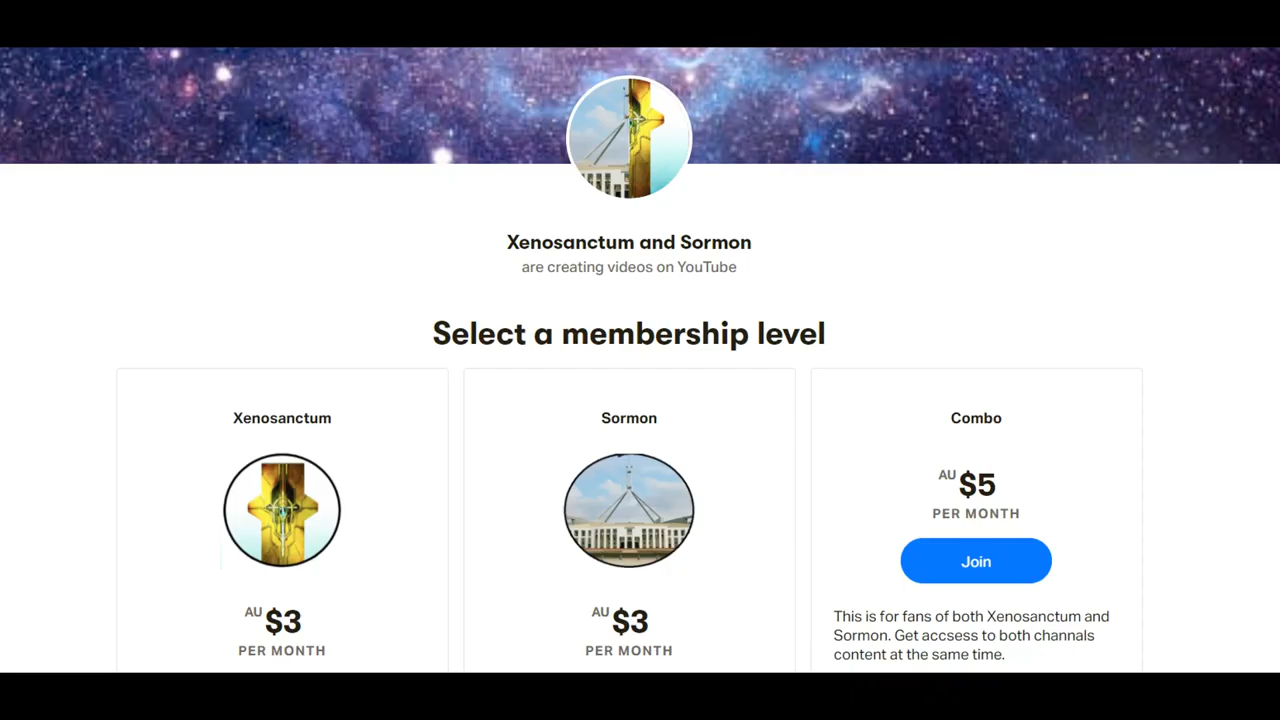 Xenosanctum and Sormon
are creating videos on YouTube
Select a membership level
Xenosanctum
AU $3
PER MONTH
Sormon
AU $3
PER MONTH
Combo
AU $5
PER MONTH
Join
This is for fans of both Xenosanctum and
Sormon. Get accsess to both channals
content at the same time.